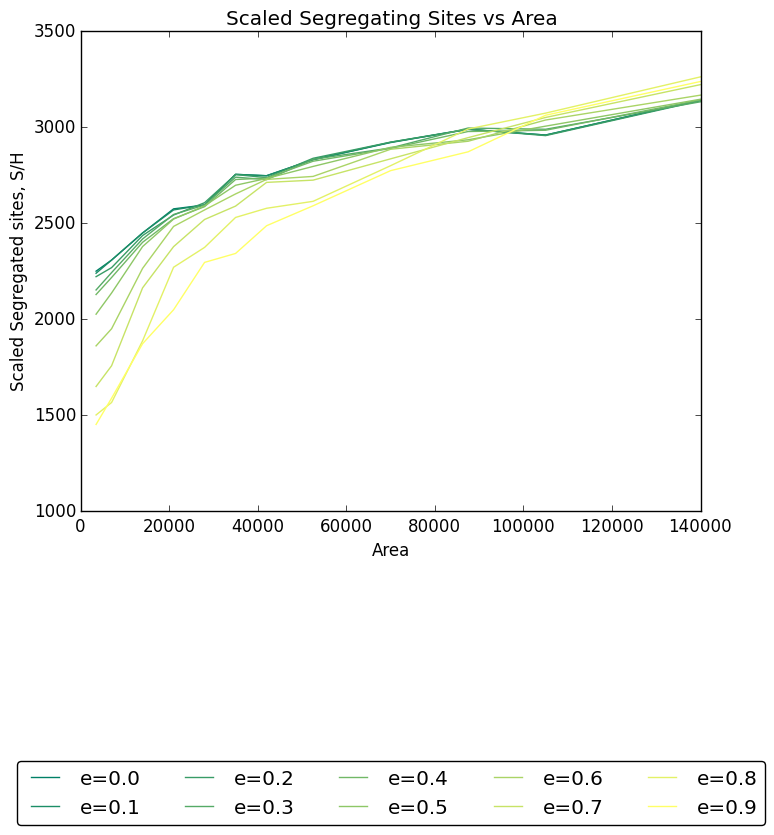 Scaled Segregating Sites vs Area
3500
3000
2500
2000
1500
1000
Scaled Segregated sites, S/H
0 20000 40000 60000 80000 100000 120000 140000
Area
e=0.0 e=0.2 e=0.4 e=0.6 e=0.8
e=0.1 e=0.3 e=0.5 e=0.7 e=0.9